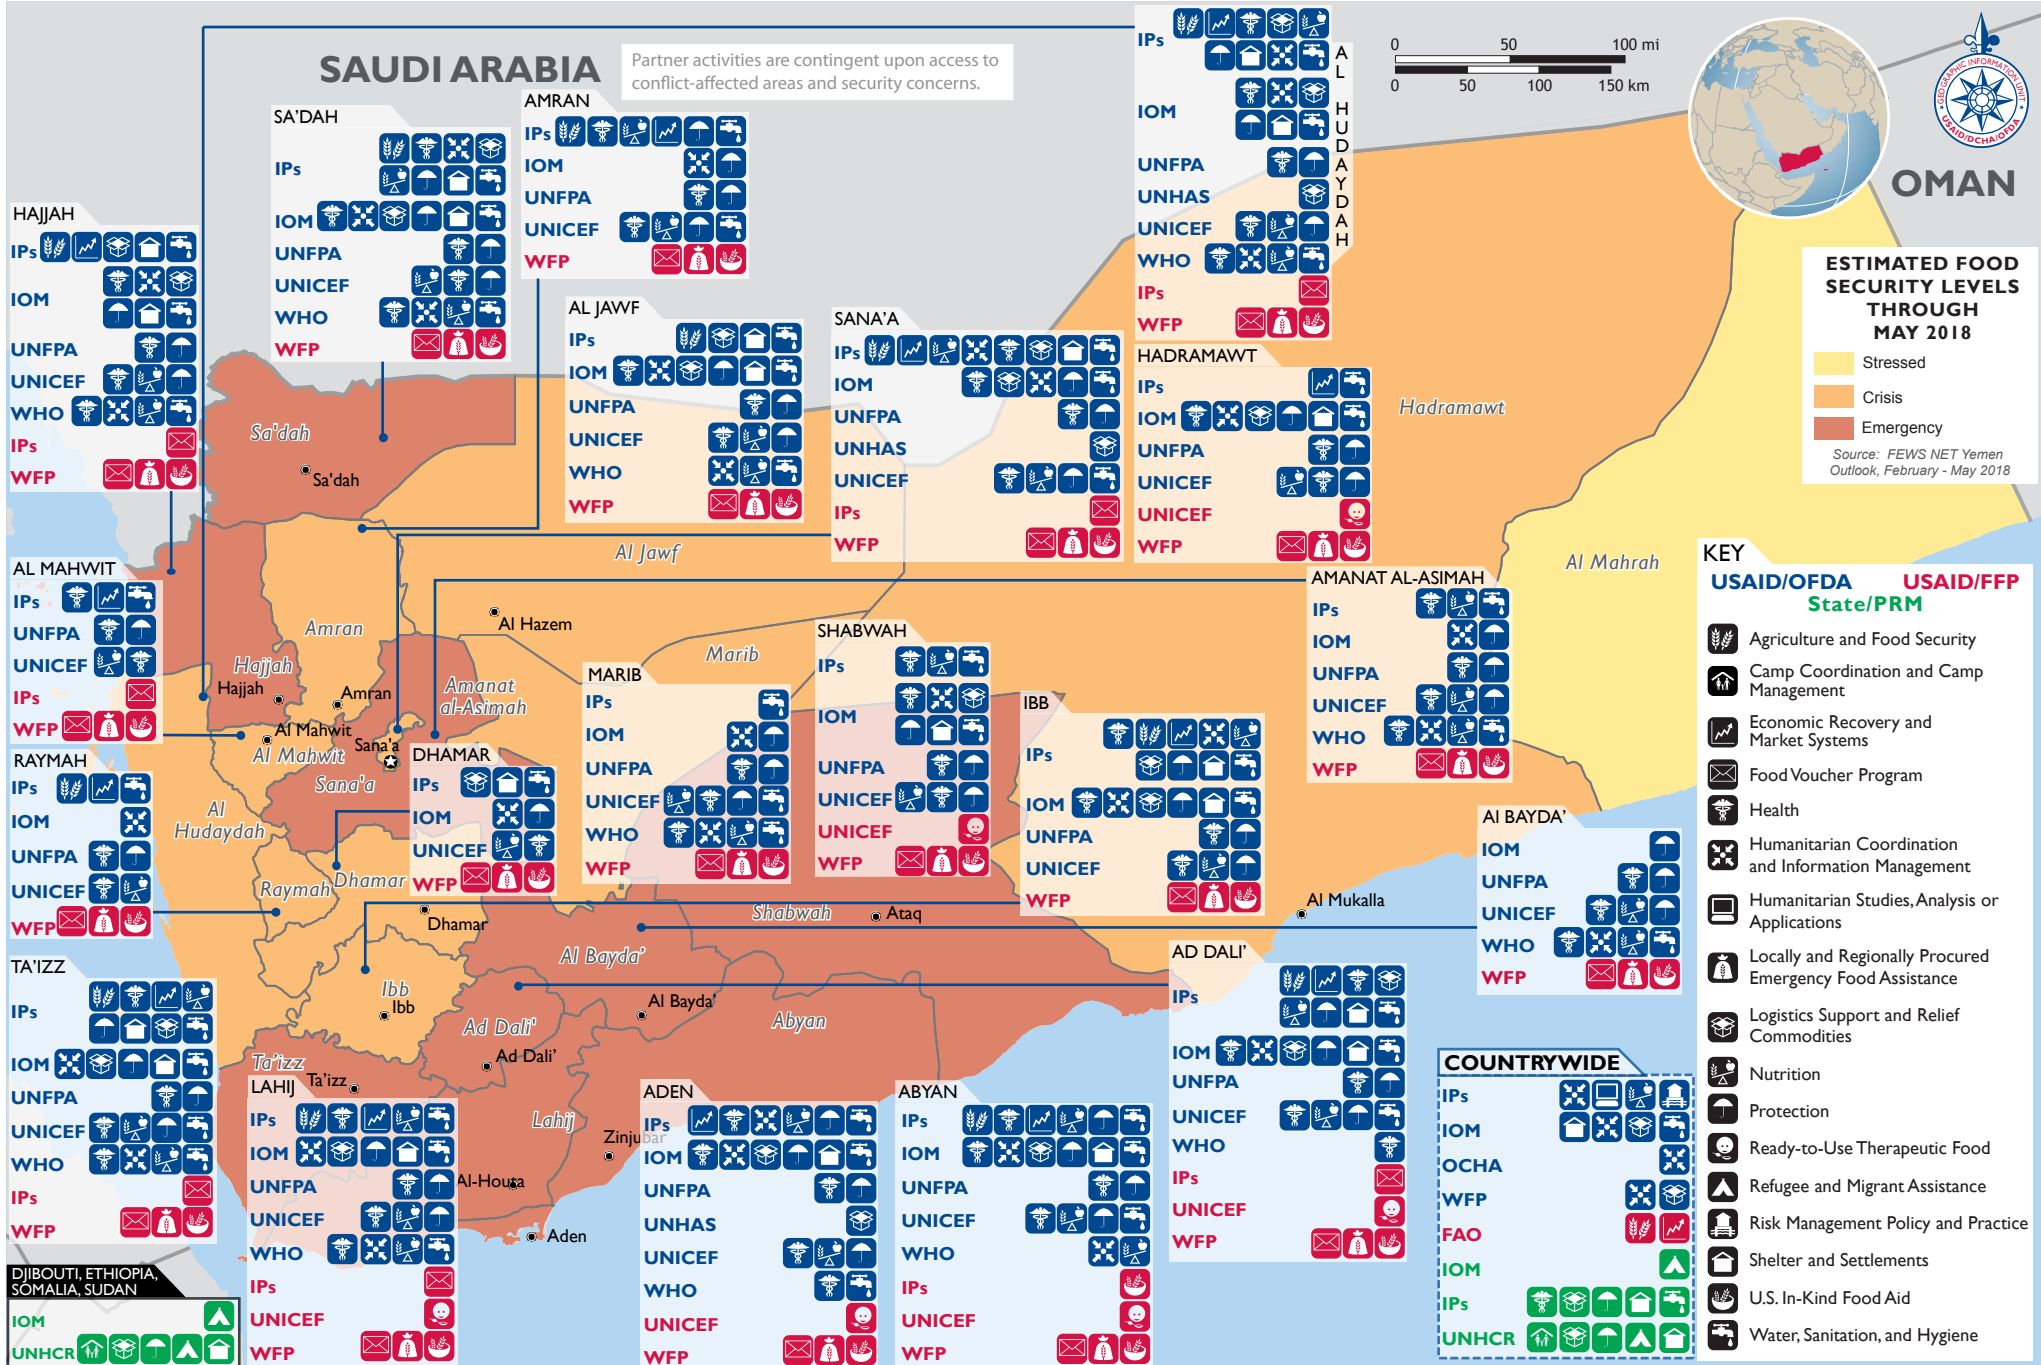 SAUDI ARABIA
Partner activities are contingent upon access to
conflict-affected areas and security concerns.
0 50 100 mi
0 50 100 150 km
GEOGRAPHIC INFORMATION UNIT
USAID/DCHA/OFDA
OMAN
ESTIMATED FOOD
SECURITY LEVELS
THROUGH
MAY 2018
Stressed
Crisis
Emergency
Source: FEWS NET Yemen
Outlook, February - May 2018
KEY
USAID/OFDA USAID/FFP
State/PRM
Agriculture and Food Security
Camp Coordination and Camp
Management
Economic Recovery and
Market Systems
Food Voucher Program
Health
Humanitarian Coordination
and Information Management
Humanitarian Studies, Analysis or
Applications
Locally and Regionally Procured
Emergency Food Assistance
Logistics Support and Relief
Commodities
Nutrition
Protection
Ready-to-Use Therapeutic Food
Refugee and Migrant Assistance
Risk Management Policy and Practice
Shelter and Settlements
U.S. In-Kind Food Aid
Water, Sanitation, and Hygiene
HAJJAH
IPs
IOM
UNFPA
UNICEF
WHO
IPs
WFP
SA'DAH
IPs
IOM
UNFPA
UNICEF
WHO
WFP
AMRAN
IPs
IOM
UNFPA
UNICEF
WFP
AL JAWF
IPs
IOM
UNFPA
UNICEF
WHO
WFP
SANA'A
IPs
IOM
UNFPA
UNHAS
UNICEF
IPs
WFP
AL HUDAYDAH
IPs
IOM
UNFPA
UNHAS
UNICEF
WHO
IPs
WFP
HADRAMAWT
IPs
IOM
UNFPA
UNICEF
UNICEF
WFP
AMANAT AL-ASIMAH
IPs
IOM
UNFPA
UNICEF
WHO
WFP
AL MAHWIT
IPs
UNFPA
UNICEF
IPs
WFP
RAYMAH
IPs
IOM
UNFPA
UNICEF
WFP
DHAMAR
IPs
IOM
UNICEF
WFP
MARIB
IPs
IOM
UNFPA
UNICEF
WHO
WFP
SHABWAH
IPs
IOM
UNFPA
UNICEF
UNICEF
WFP
IBB
IPs
IOM
UNFPA
UNICEF
WFP
Al BAYDA'
IOM
UNFPA
UNICEF
WHO
WFP
AD DALI'
IPs
IOM
UNFPA
UNICEF
WHO
IPs
UNICEF
WFP
TA'IZZ
IPs
IOM
UNFPA
UNICEF
WHO
IPs
WFP
LAHIJ
IPs
IOM
UNFPA
UNICEF
WHO
IPs
UNICEF
WFP
ADEN
IPs
IOM
UNFPA
UNHAS
UNICEF
WHO
UNICEF
WFP
ABYAN
IPs
IOM
UNFPA
UNICEF
WHO
IPs
UNICEF
WFP
COUNTRYWIDE
IPs
IOM
OCHA
WFP
FAO
IOM
IPs
UNHCR
DJIBOUTI, ETHIOPIA,
SOMALIA, SUDAN
IOM
UNHCR
Sa'dah
Sa'dah
Hadramawt
Al Jawf
Al Mahrah
Amran
Al Hazem
Marib
Hajjah
Hajjah
Amran
Amanat
al-Asimah
Al Mahwit
Al Mahwit
Sana'a
Sana'a
Al
Hudaydah
Raymah
Dhamar
Dhamar
Shabwah
Ataq
Al Mukalla
Al Bayda'
Al Bayda'
Ibb
Ibb
Ad Dali'
Ad Dali'
Abyan
Ta'izz
Ta'izz
Lahij
Zinjubar
Al-Houta
Aden